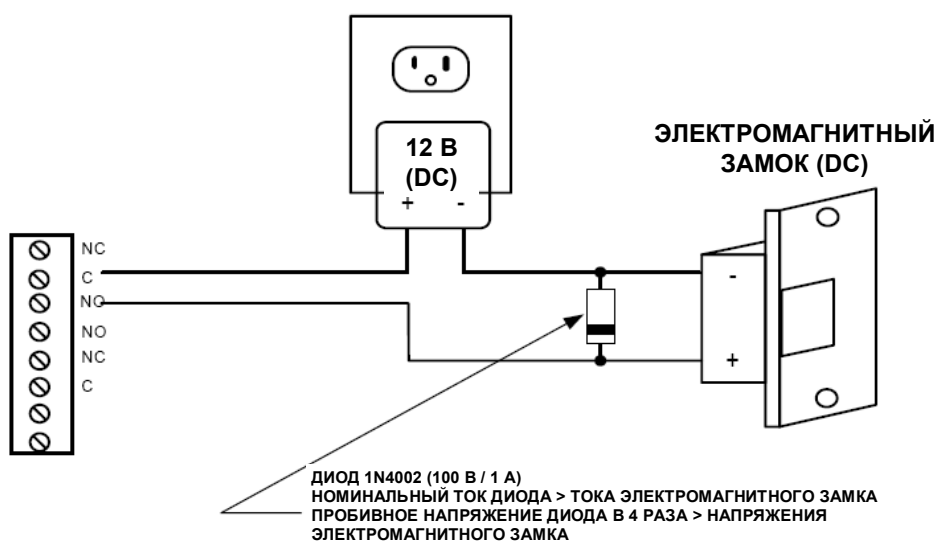 12 В
(DC)
+ -
ЭЛЕКТРОМАГНИТНЫЙ
ЗАМОК (DC)
NC
C
NO
NO
NC
C
-
+
ДИОД 1N4002 (100 В / 1 А)
НОМИНАЛЬНЫЙ ТОК ДИОДА > ТОКА ЭЛЕКТРОМАГНИТНОГО ЗАМКА
ПРОБИВНОЕ НАПРЯЖЕНИЕ ДИОДА В 4 РАЗА > НАПРЯЖЕНИЯ
ЭЛЕКТРОМАГНИТНОГО ЗАМКА